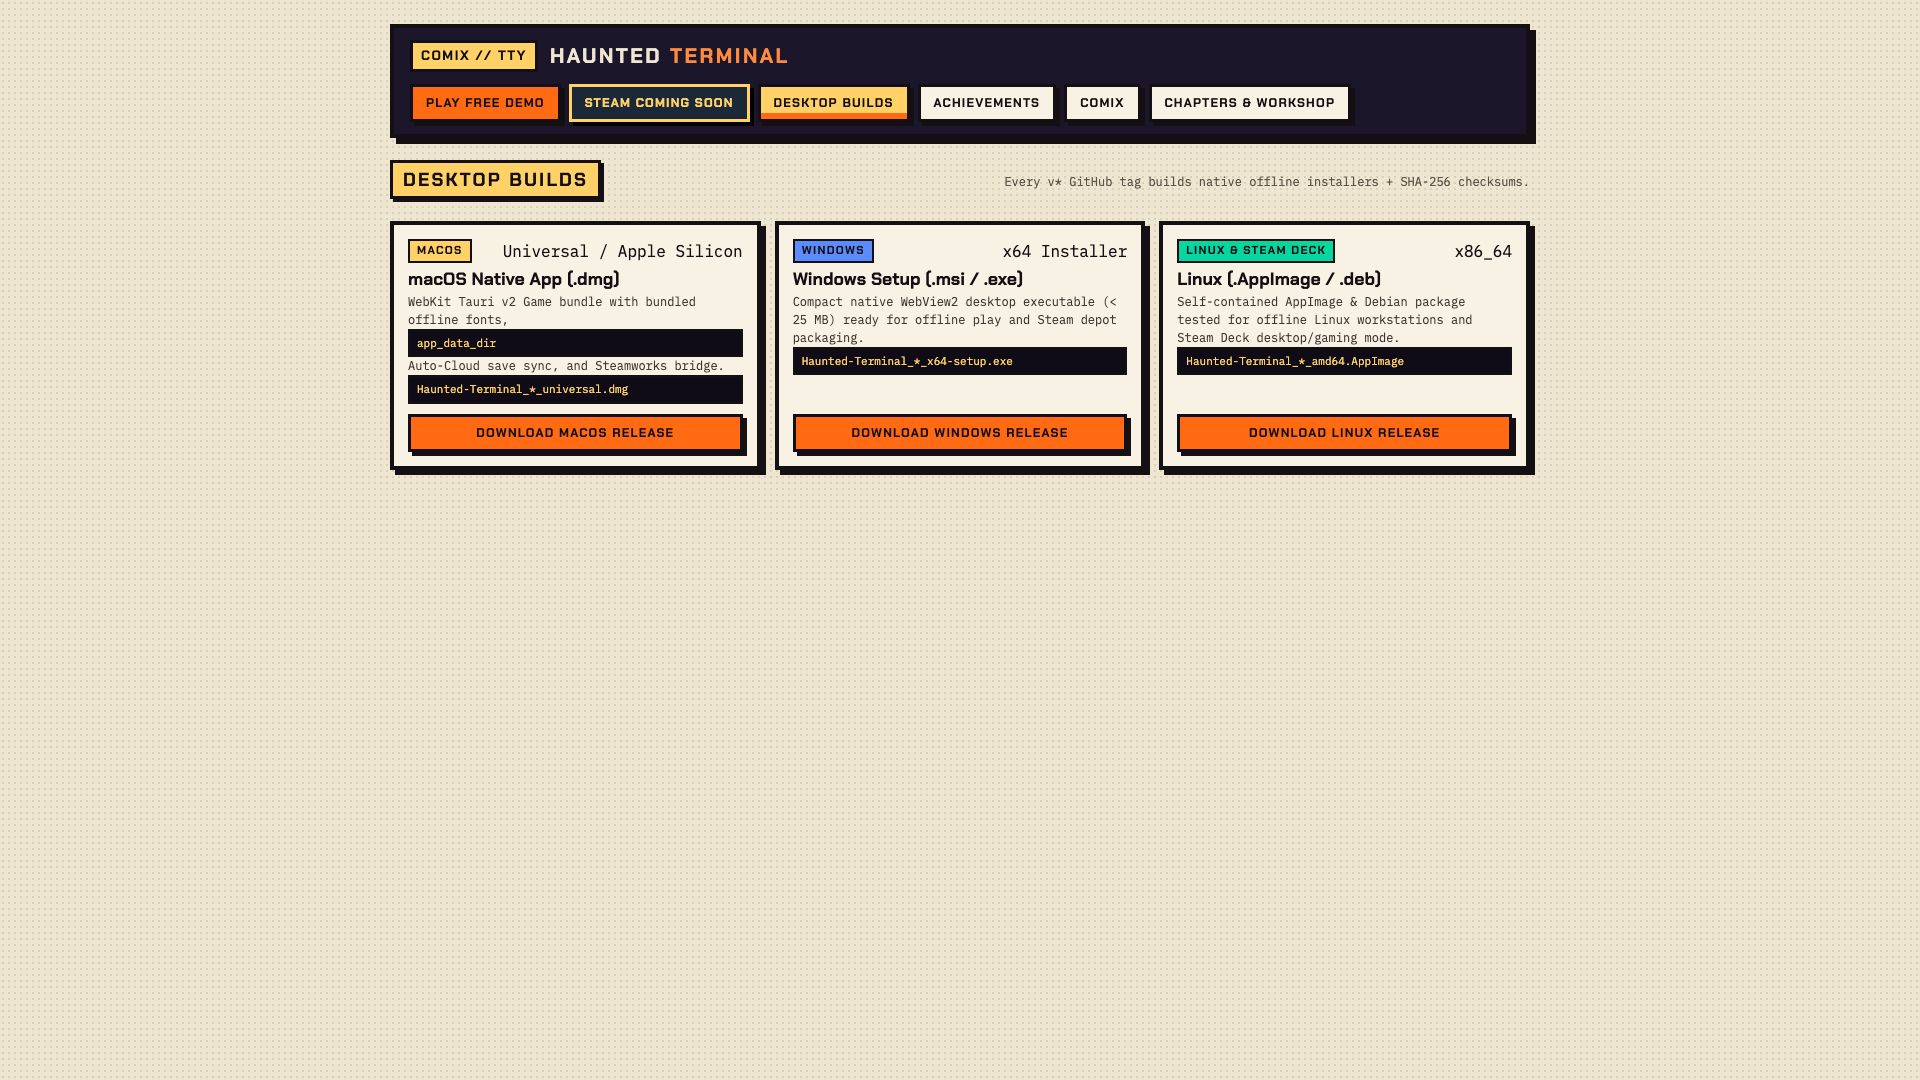 COMIX // TTY HAUNTED TERMINAL
PLAY FREE DEMO STEAM COMING SOON DESKTOP BUILDS ACHIEVEMENTS COMIX CHAPTERS & WORKSHOP
DESKTOP BUILDS
Every v* GitHub tag builds native offline installers + SHA-256 checksums.
MACOS Universal / Apple Silicon
macOS Native App (.dmg)
WebKit Tauri v2 Game bundle with bundled
offline fonts,
app_data_dir
Auto-Cloud save sync, and Steamworks bridge.
Haunted-Terminal_*_universal.dmg
DOWNLOAD MACOS RELEASE
WINDOWS x64 Installer
Windows Setup (.msi / .exe)
Compact native WebView2 desktop executable (<
25 MB) ready for offline play and Steam depot
packaging.
Haunted-Terminal_*_x64-setup.exe
DOWNLOAD WINDOWS RELEASE
LINUX & STEAM DECK x86_64
Linux (.AppImage / .deb)
Self-contained AppImage & Debian package
tested for offline Linux workstations and
Steam Deck desktop/gaming mode.
Haunted-Terminal_*_amd64.AppImage
DOWNLOAD LINUX RELEASE